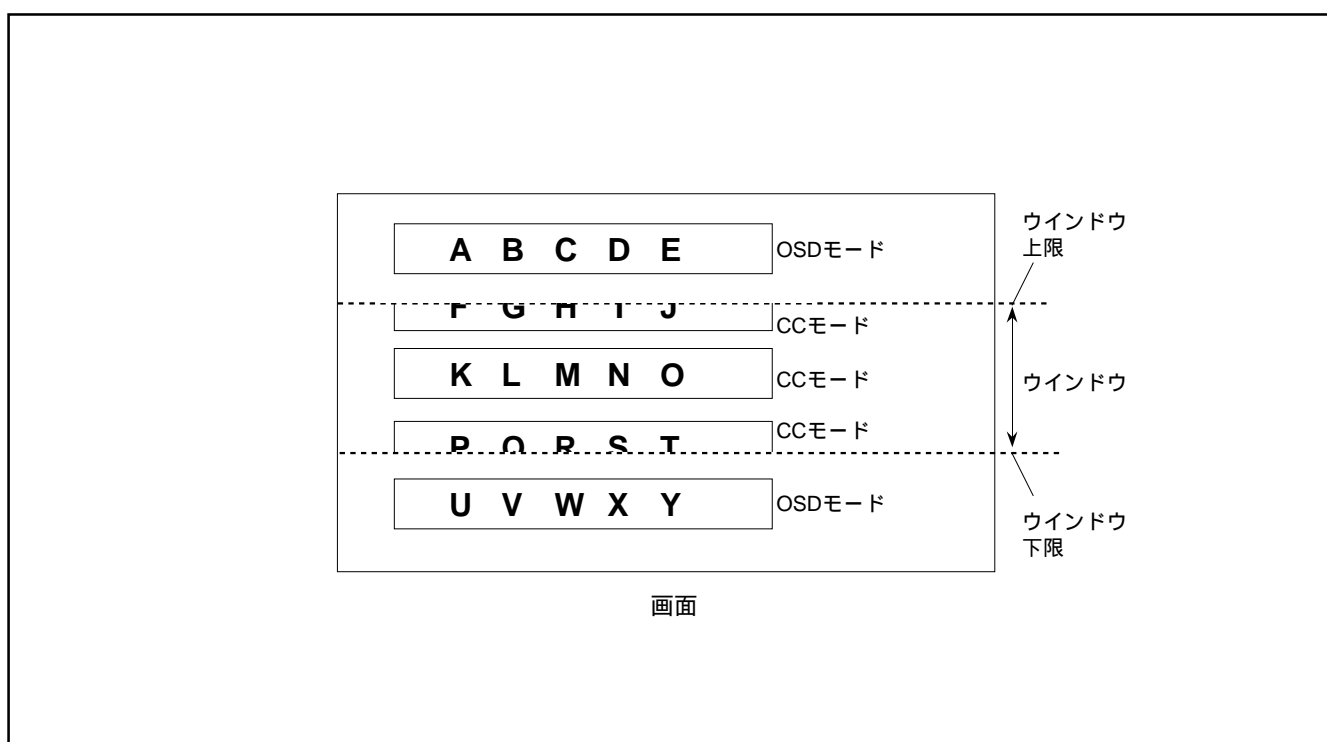 A B C D E OSDモード
ウインドウ
上限
F G H I J CCモード
K L M N O CCモード
ウインドウ
P Q R S T CCモード
U V W X Y OSDモード
ウインドウ
下限
画面